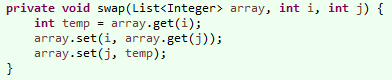 private void swap(List<Integer> array, int i, int j) {
    int temp = array.get(i);
    array.set(i, array.get(j));
    array.set(j, temp);
}